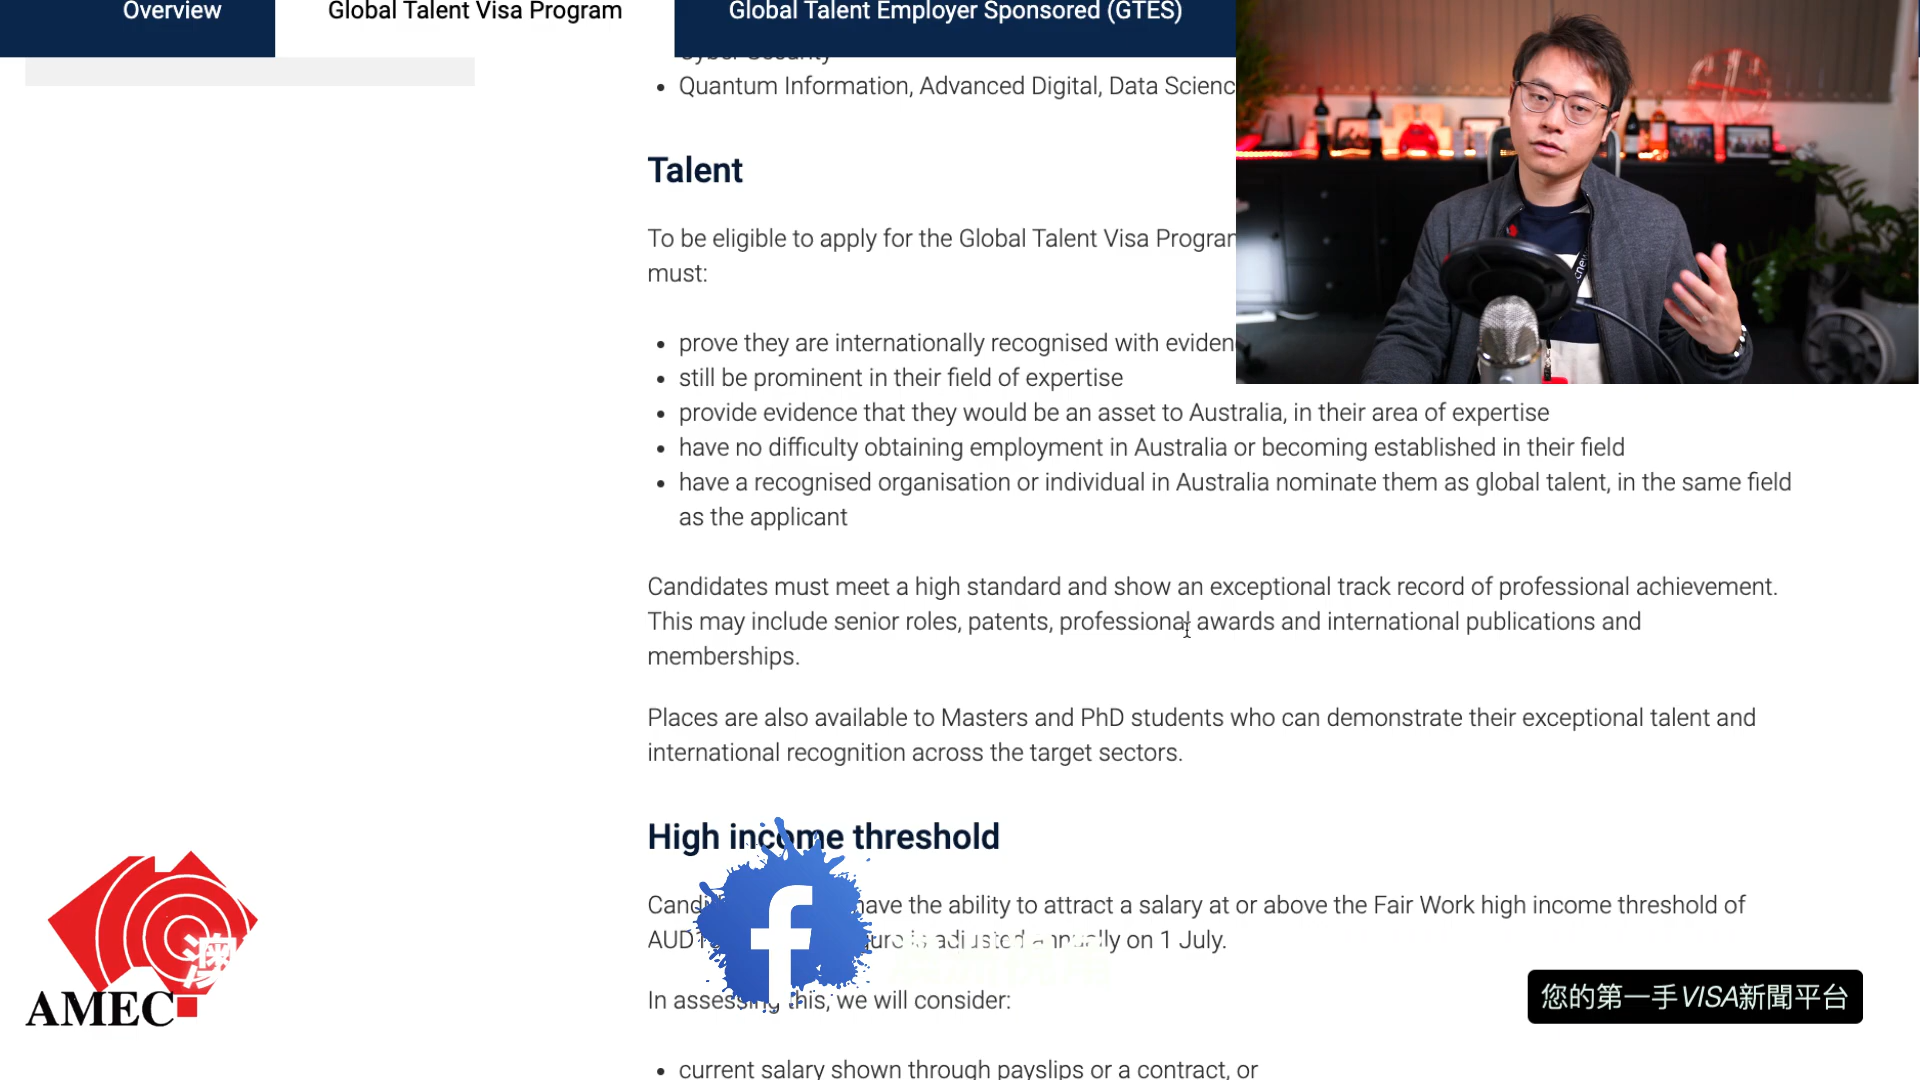 Overview
Global Talent Visa Program
Global Talent Employer Sponsored (GTES)
Cyber Security
Quantum Information, Advanced Digital, Data
Talent
To be eligible to apply for the Global Talent Visa
must:
prove they are internationally recognised with
still be prominent in their field of expertise
provide evidence that they would be an asset to Australia, in their area of expertise
have no difficulty obtaining employment in Australia or becoming established in their field
have a recognised organisation or individual in Australia nominate them as global talent, in the same field
as the applicant
Candidates must meet a high standard and show an exceptional track record of professional achievement.
This may include senior roles, patents, professional awards and international publications and
memberships.
Places are also available to Masters and PhD students who can demonstrate their exceptional talent and
international recognition across the target sectors.
High income threshold
have the ability to attract a salary at or above the Fair Work high income threshold of
adjusted annually on 1 July.
In assessing this, we will consider:
current salary shown through payslips or a contract, or
f
澳
AMEC
您的第一手VISA新聞平台